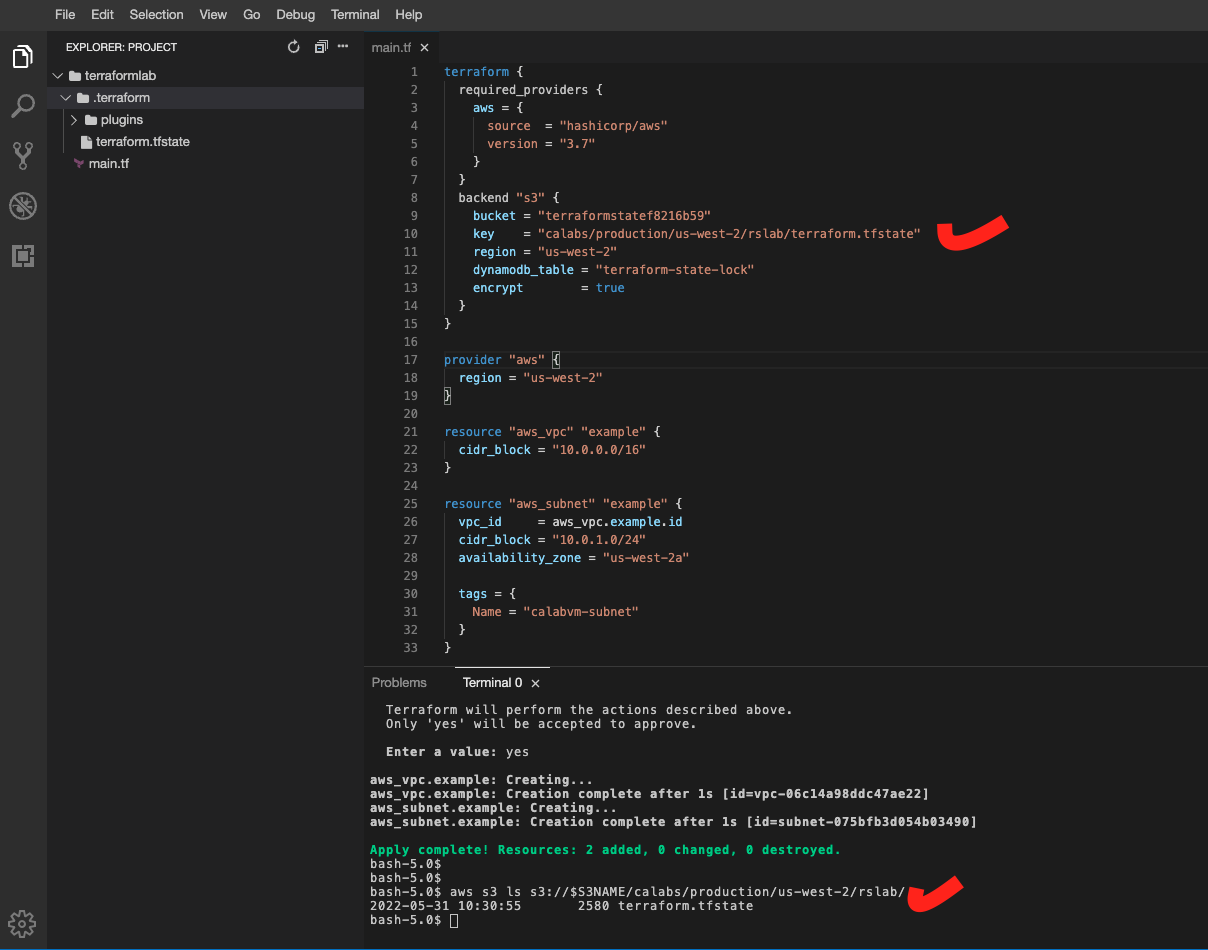 File Edit Selection View Go Debug Terminal Help
EXPLORER: PROJECT
terraformlab
.terraform
plugins
terraform.tfstate
main.tf
main.tf
1 terraform {
2   required_providers {
3     aws = {
4       source  = "hashicorp/aws"
5       version = "3.7"
6     }
7   }
8   backend "s3" {
9     bucket = "terraformstatef8216b59"
10     key    = "calabs/production/us-west-2/rslab/terraform.tfstate"
11     region = "us-west-2"
12     dynamodb_table = "terraform-state-lock"
13     encrypt        = true
14   }
15 }
16
17 provider "aws" {
18   region = "us-west-2"
19 }
20
21 resource "aws_vpc" "example" {
22   cidr_block = "10.0.0.0/16"
23 }
24
25 resource "aws_subnet" "example" {
26   vpc_id     = aws_vpc.example.id
27   cidr_block = "10.0.1.0/24"
28   availability_zone = "us-west-2a"
29
30   tags = {
31     Name = "calabvm-subnet"
32   }
33 }
Problems Terminal 0
Terraform will perform the actions described above.
Only 'yes' will be accepted to approve.
Enter a value: yes
aws_vpc.example: Creating...
aws_vpc.example: Creation complete after 1s [id=vpc-06c14a98ddc47ae22]
aws_subnet.example: Creating...
aws_subnet.example: Creation complete after 1s [id=subnet-075bfb3d054b03490]
Apply complete! Resources: 2 added, 0 changed, 0 destroyed.
bash-5.0$
bash-5.0$
bash-5.0$ aws s3 ls s3://$S3NAME/calabs/production/us-west-2/rslab/
2022-05-31 10:30:55       2580 terraform.tfstate
bash-5.0$